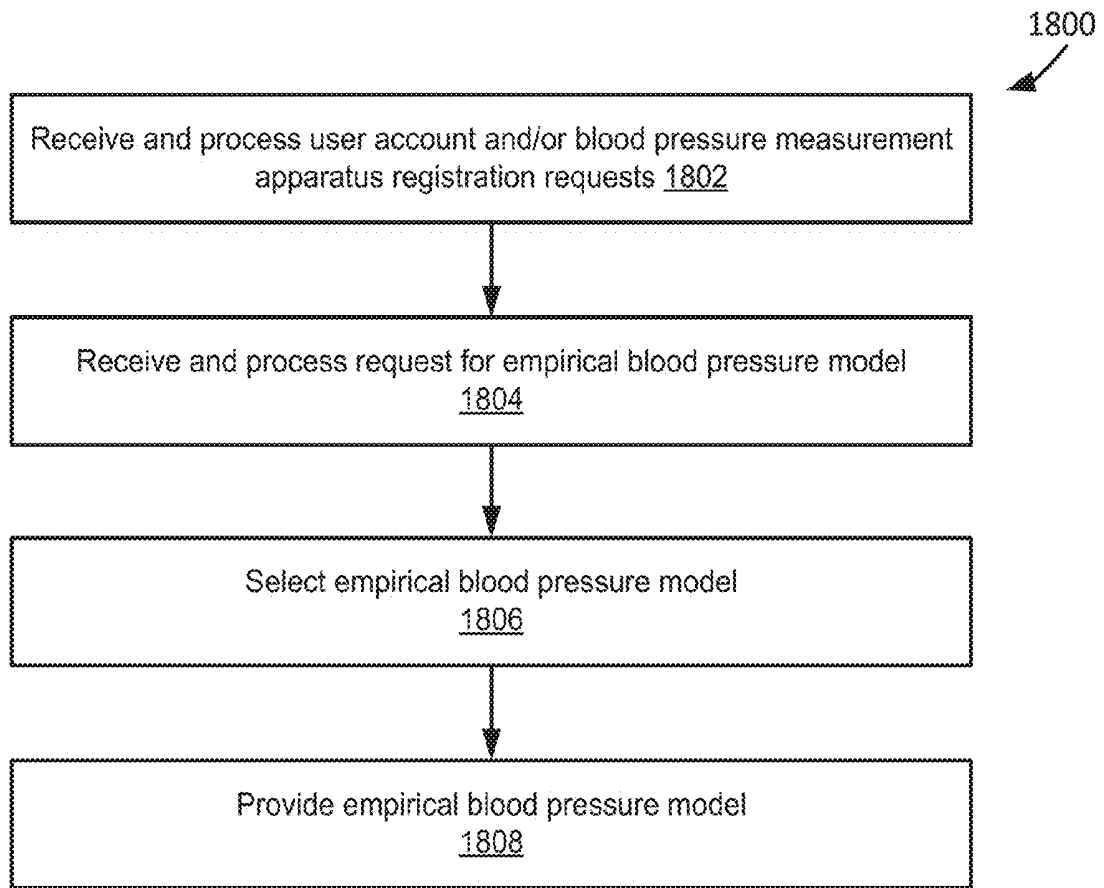 1800
Receive and process user account and/or blood pressure measurement
apparatus registration requests 1802
Receive and process request for empirical blood pressure model
1804
Select empirical blood pressure model
1806
Provide empirical blood pressure model
1808